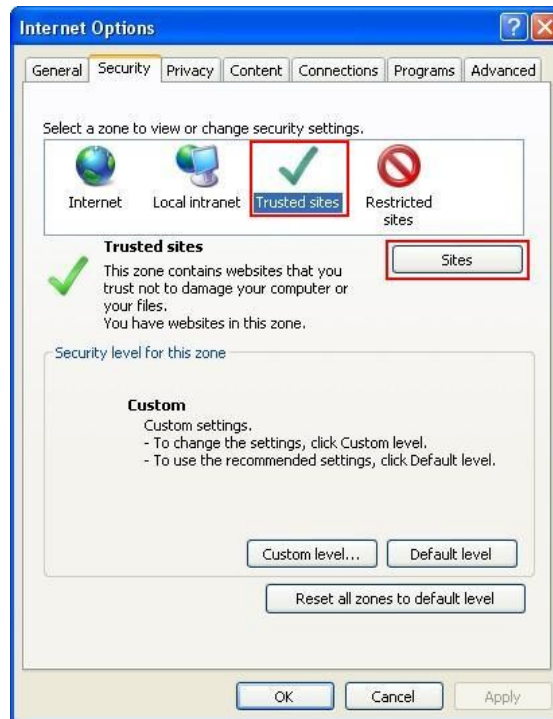 Internet Options
General Security Privacy Content Connections Programs Advanced
Select a zone to view or change security settings.
Internet Local intranet Trusted sites Restricted sites
Trusted sites
Sites
This zone contains websites that you
trust not to damage your computer or
your files.
You have websites in this zone.
Security level for this zone
Custom
Custom settings.
- To change the settings, click Custom level.
- To use the recommended settings, click Default level.
Custom level... Default level
Reset all zones to default level
OK Cancel Apply